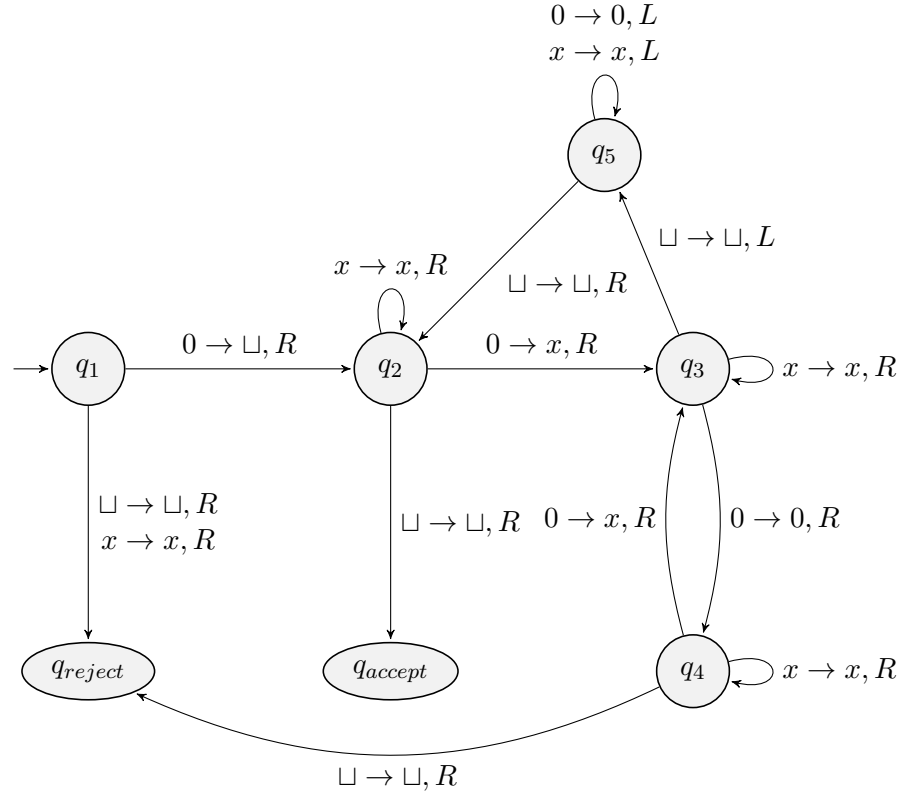 0 → 0, L
x → x, L
q5
⊔ → ⊔, L
x → x, R
⊔ → ⊔, R
q1
0 → ⊔, R
q2
0 → x, R
q3
x → x, R
⊔ → ⊔, R
x → x, R
⊔ → ⊔, R
0 → x, R
0 → 0, R
qreject
qaccept
q4
x → x, R
⊔ → ⊔, R